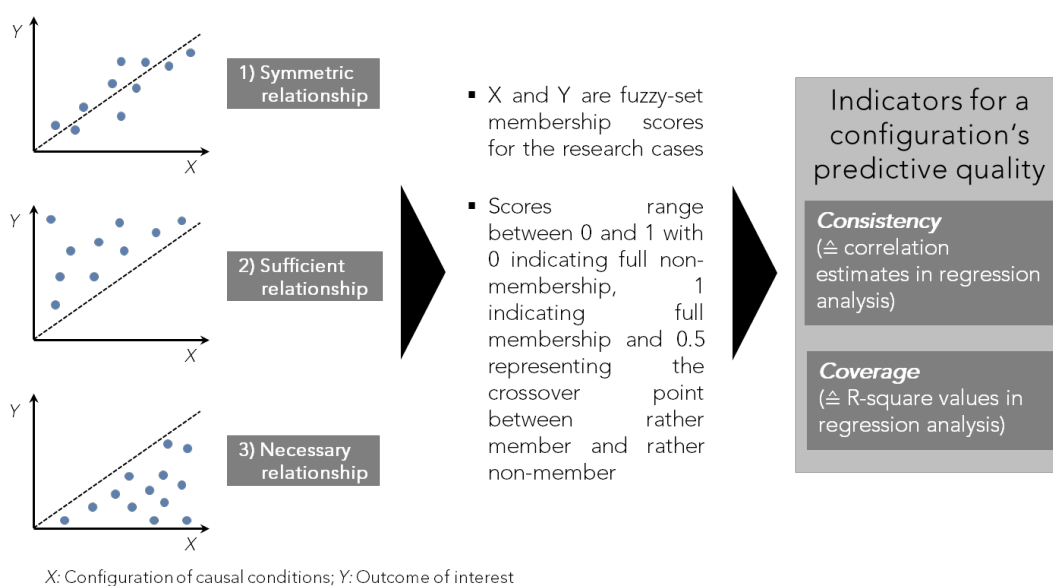 Y
X
1) Symmetric
relationship
Y
X
2) Sufficient
relationship
Y
X
3) Necessary
relationship
▪ X and Y are fuzzy-set
membership scores
for the research cases
▪ Scores range
between 0 and 1 with
0 indicating full non-
membership, 1
indicating full
membership and 0.5
representing the
crossover point
between rather
member and rather
non-member
Indicators for a
configuration‘s
predictive quality
Consistency
(≙ correlation
estimates in regression
analysis)
Coverage
(≙ R-square values in
regression analysis)
X: Configuration of causal conditions; Y: Outcome of interest